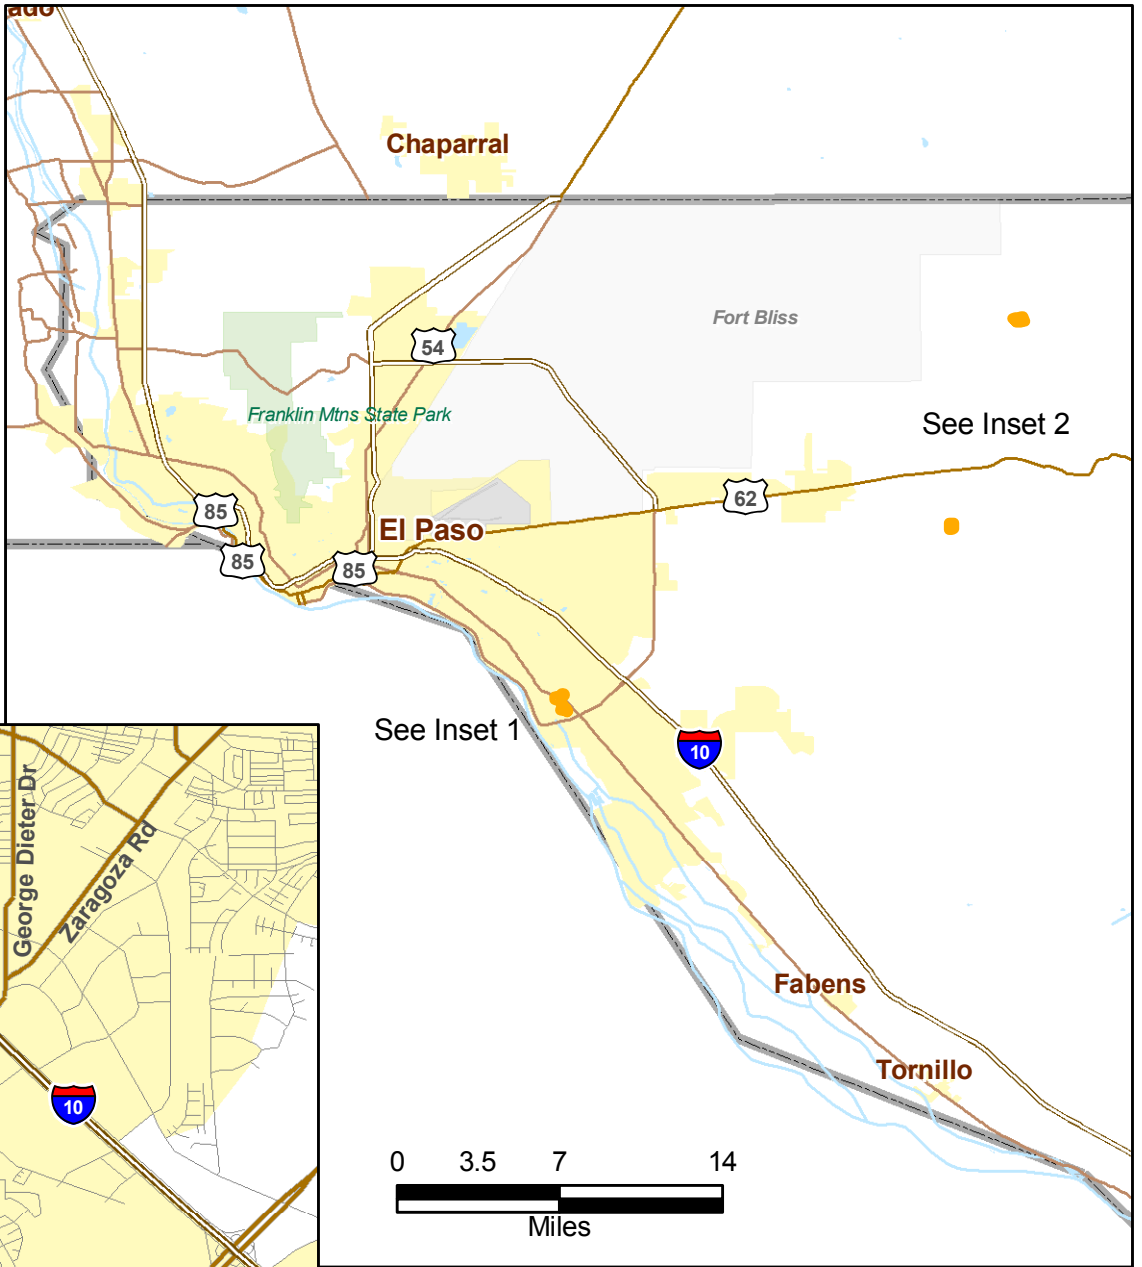 ado
Chaparral
Fort Bliss
54
Franklin Mtns State Park
See Inset 2
62
85
El Paso
85
85
See Inset 1
10
George Dieter Dr
Zaragoza Rd
Fabens
Tornillo
10
0 3.5 7 14
Miles